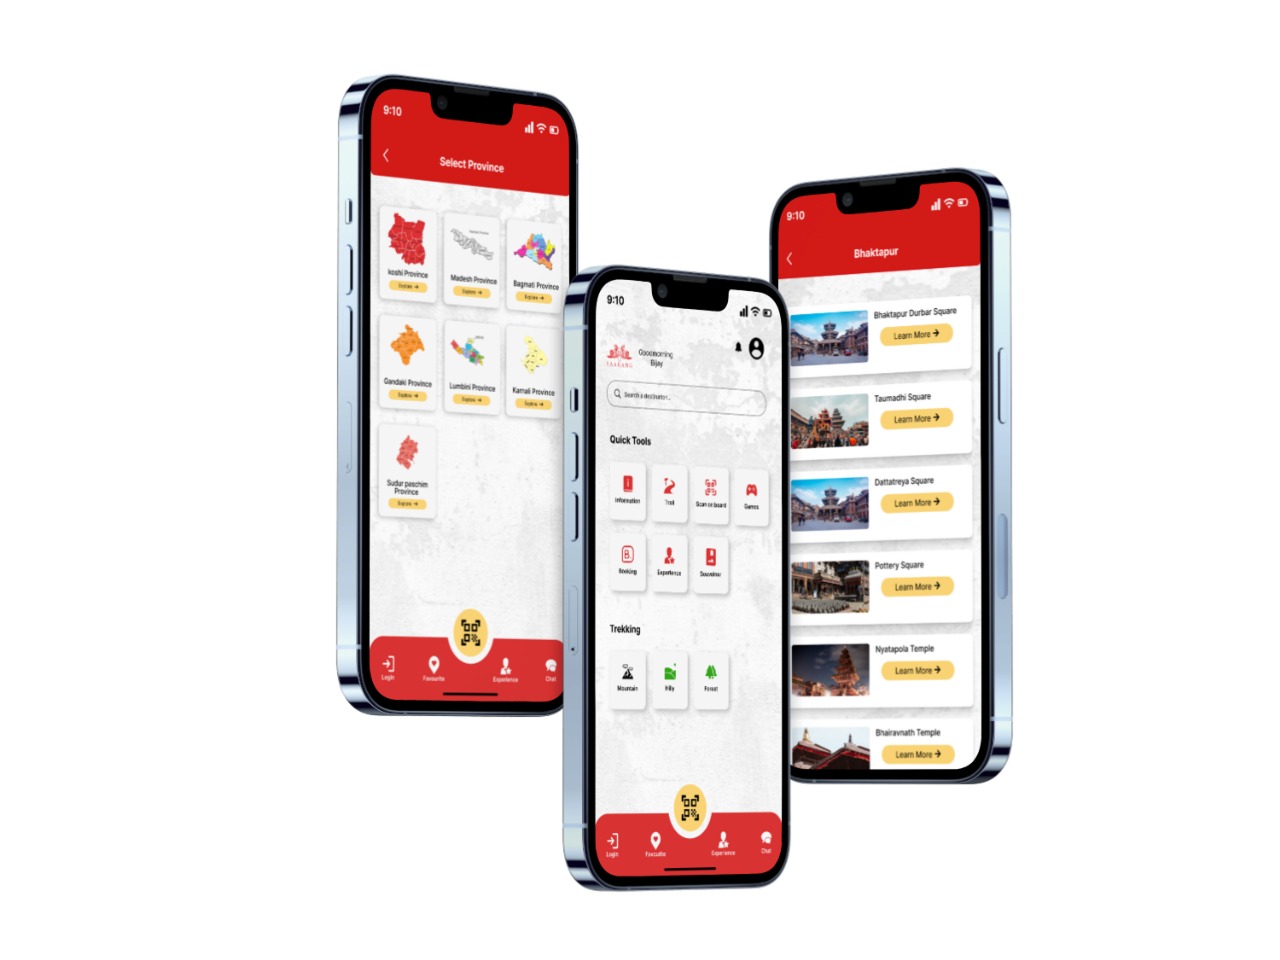 9:10
Select Province
koshi Province
Explore →
Madesh Province
Explore →
Bagmati Province
Explore →
Gandaki Province
Explore →
Lumbini Province
Explore →
Karnali Province
Explore →
Sudur paschim
Province
Explore →
Login
Favourite
Experience
Chat
9:10
Goodmorning
Bijay
Search a destination..
Quick Tools
Information
Trail
Scan on board
Games
B.
Booking
Experience
Souvenier
Trekking
Mountain
Hilly
Forest
Login
Favourite
Experience
Chat
9:10
Bhaktapur
Bhaktapur Durbar Square
Learn More →
Taumadhi Square
Learn More →
Dattatreya Square
Learn More →
Pottery Square
Learn More →
Nyatapola Temple
Learn More →
Bhairavnath Temple
Learn More →